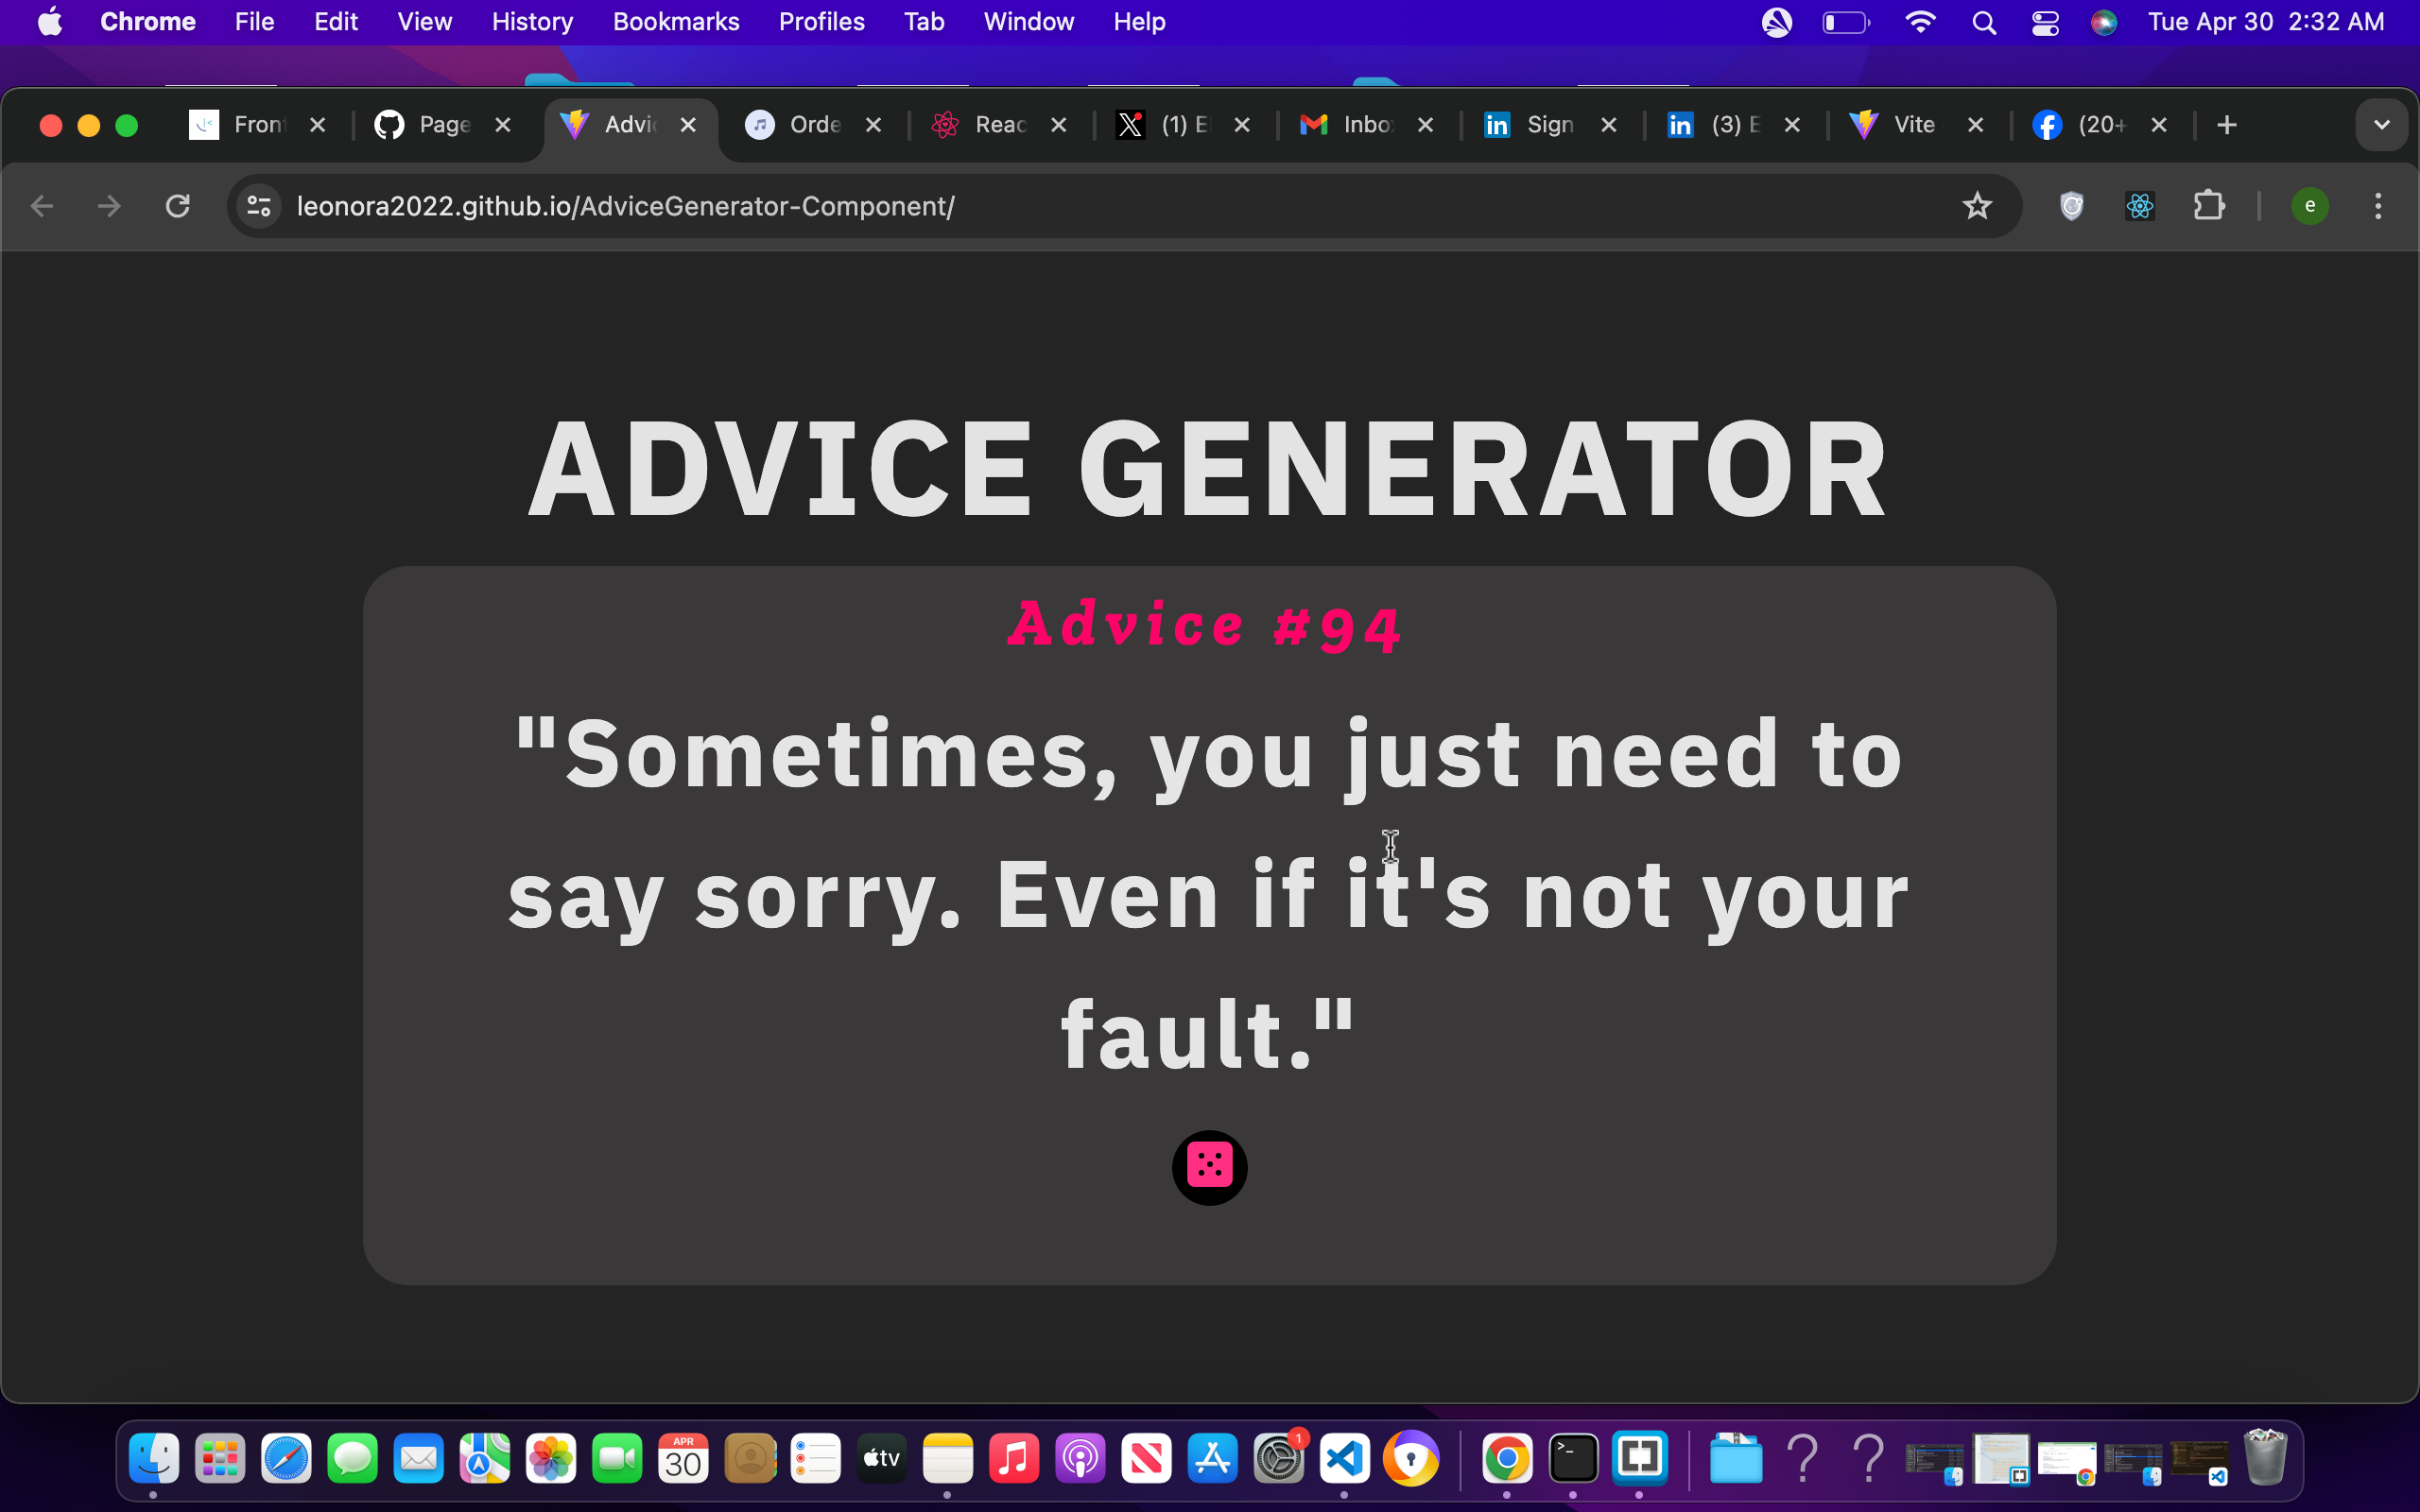 Chrome File Edit View History Bookmarks Profiles Tab Window Help Tue Apr 30 2:32 AM
Front Page Advic Orde Reac (1) E Inbo Sign (3) E Vite (20+
leonora2022.github.io/AdviceGenerator-Component/ e
ADVICE GENERATOR
Advice #94
"Sometimes, you just need to
say sorry. Even if it's not your
fault."
APR
30
tv
1